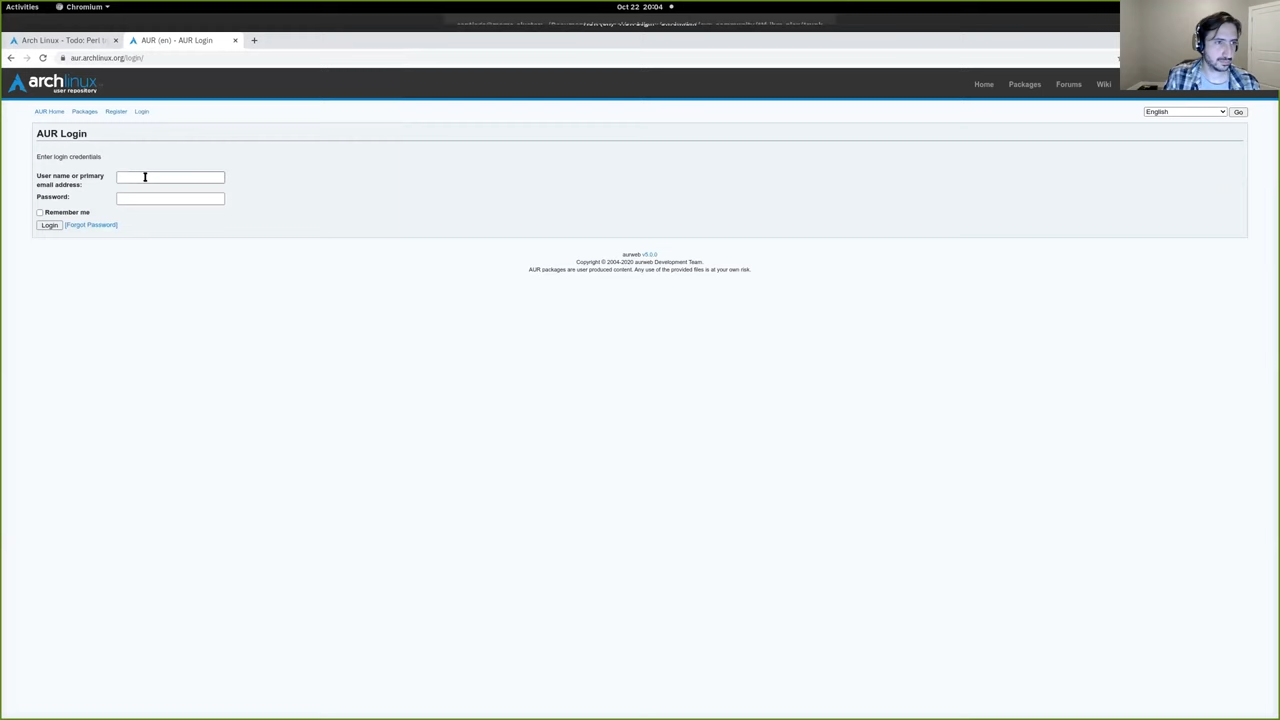 Activities
Chromium
Oct 22 20:04
Arch Linux - Todo: Perl t
AUR (en) - AUR Login
aur.archlinux.org/login/
archlinux
user repository
Home
Packages
Forums
Wiki
AUR Home
Packages
Register
Login
English
Go
AUR Login
Enter login credentials
User name or primary
email address:
Password:
Remember me
Login
[Forgot Password]
aurweb v5.0.0
Copyright © 2004-2020 aurweb Development Team.
AUR packages are user produced content. Any use of the provided files is at your own risk.